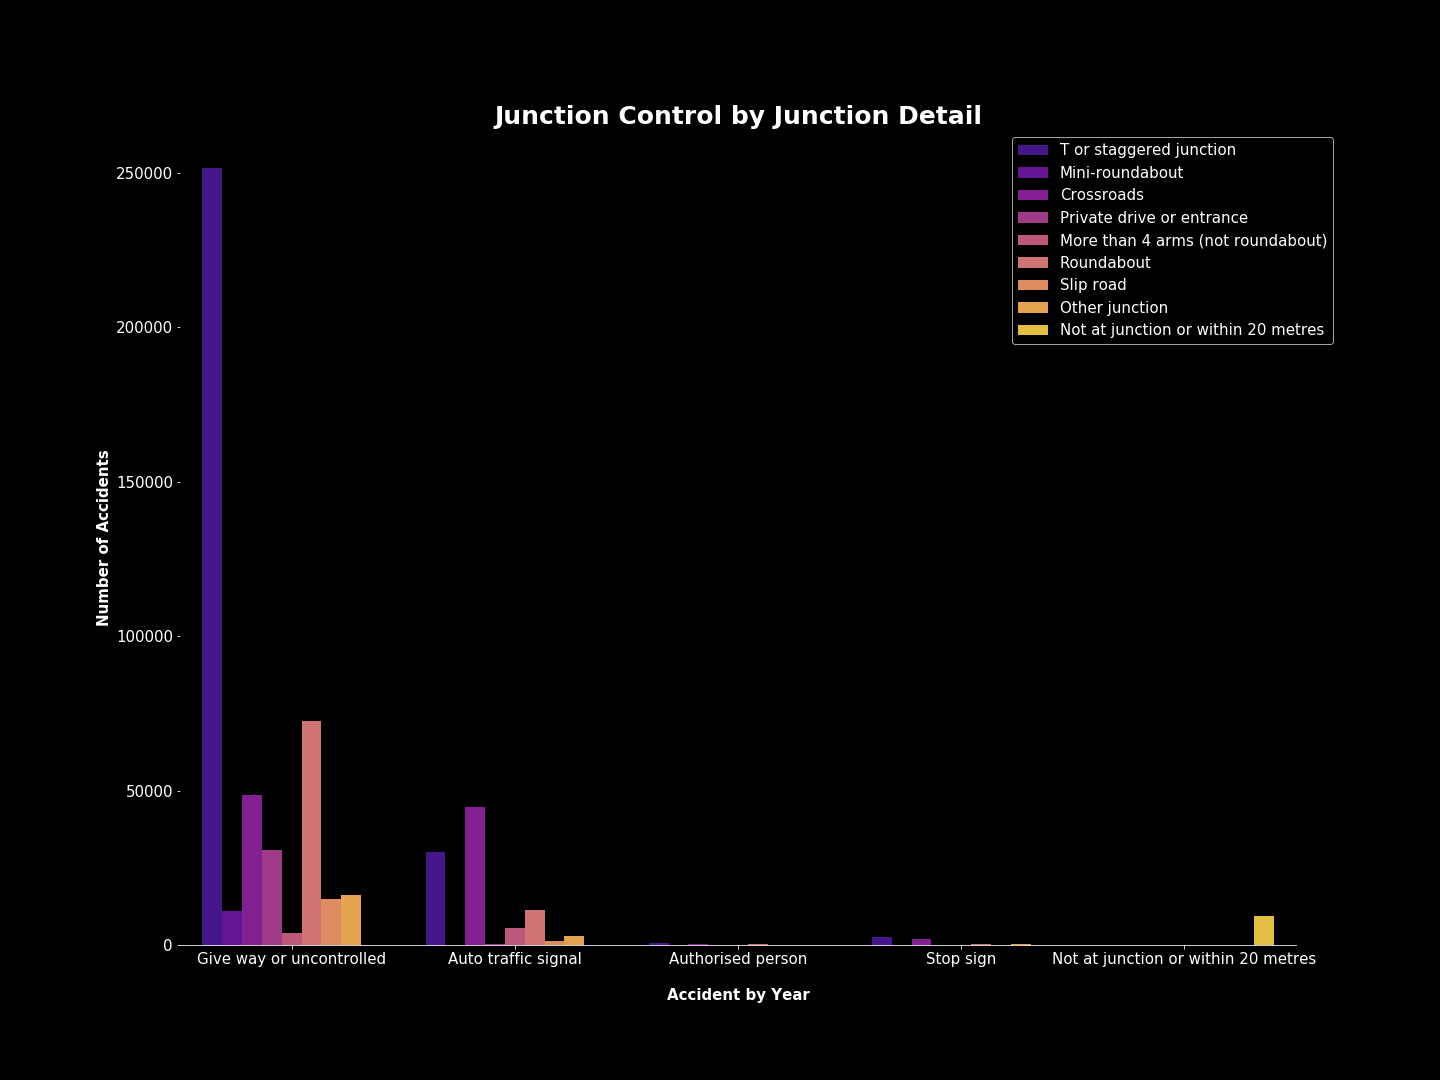 Junction Control by Junction Detail
T or staggered junction
Mini-roundabout
Crossroads
Private drive or entrance
More than 4 arms (not roundabout)
Roundabout
Slip road
Other junction
Not at junction or within 20 metres
Number of Accidents
250000
200000
150000
100000
50000
0
Give way or uncontrolled
Auto traffic signal
Authorised person
Stop sign
Not at junction or within 20 metres
Accident by Year